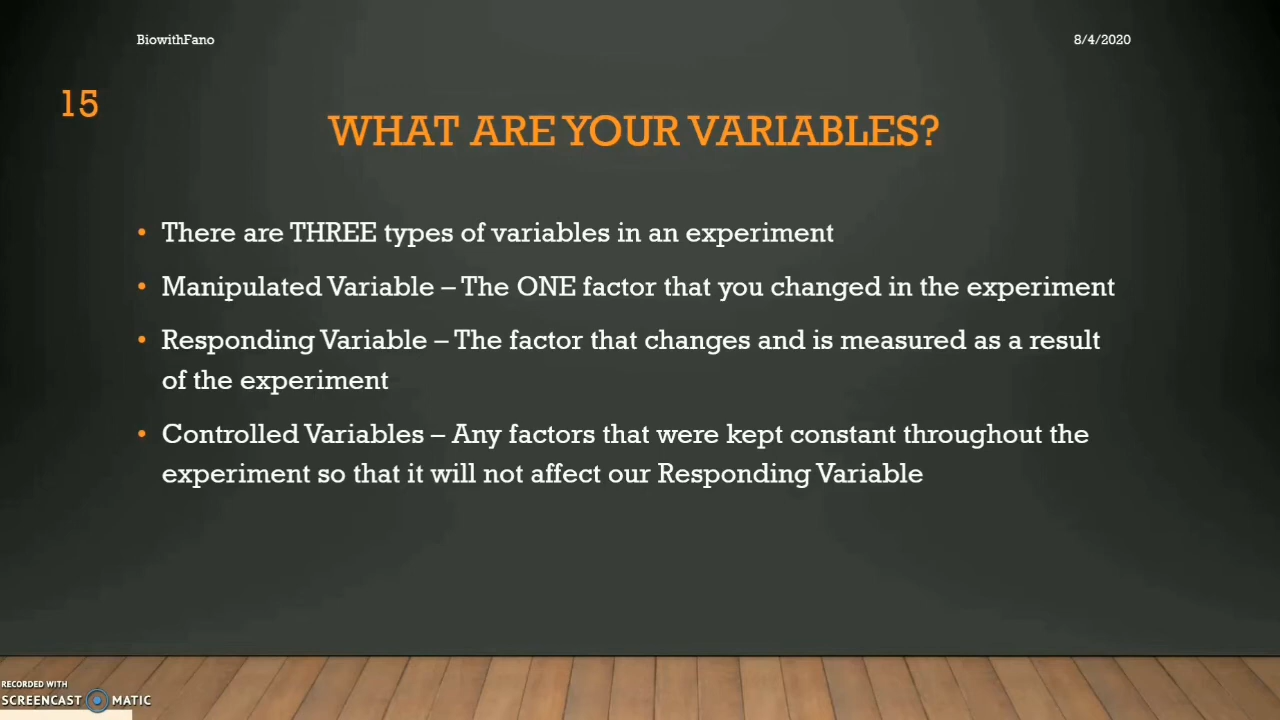 BiowithFano
8/4/2020
15
WHAT ARE YOUR VARIABLES?
• There are THREE types of variables in an experiment
• Manipulated Variable – The ONE factor that you changed in the experiment
• Responding Variable – The factor that changes and is measured as a result
of the experiment
• Controlled Variables – Any factors that were kept constant throughout the
experiment so that it will not affect our Responding Variable
RECORDED WITH
SCREENCAST MATIC